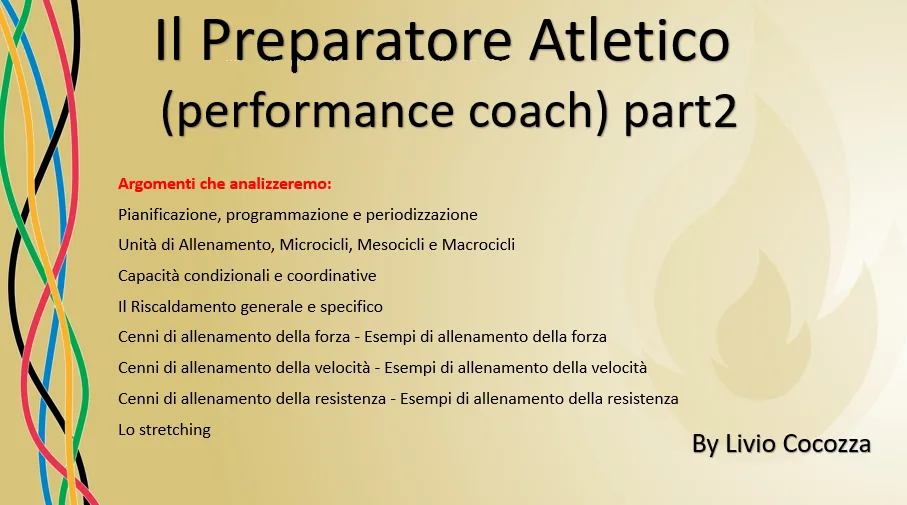 Il Preparatore Atletico
(performance coach) part2
Argomenti che analizzeremo:
Pianificazione, programmazione e periodizzazione
Unità di Allenamento, Microcicli, Mesocicli e Macrocicli
Capacità condizionali e coordinative
Il Riscaldamento generale e specifico
Cenni di allenamento della forza - Esempi di allenamento della forza
Cenni di allenamento della velocità - Esempi di allenamento della velocità
Cenni di allenamento della resistenza - Esempi di allenamento della resistenza
Lo stretching
By Livio Cocozza